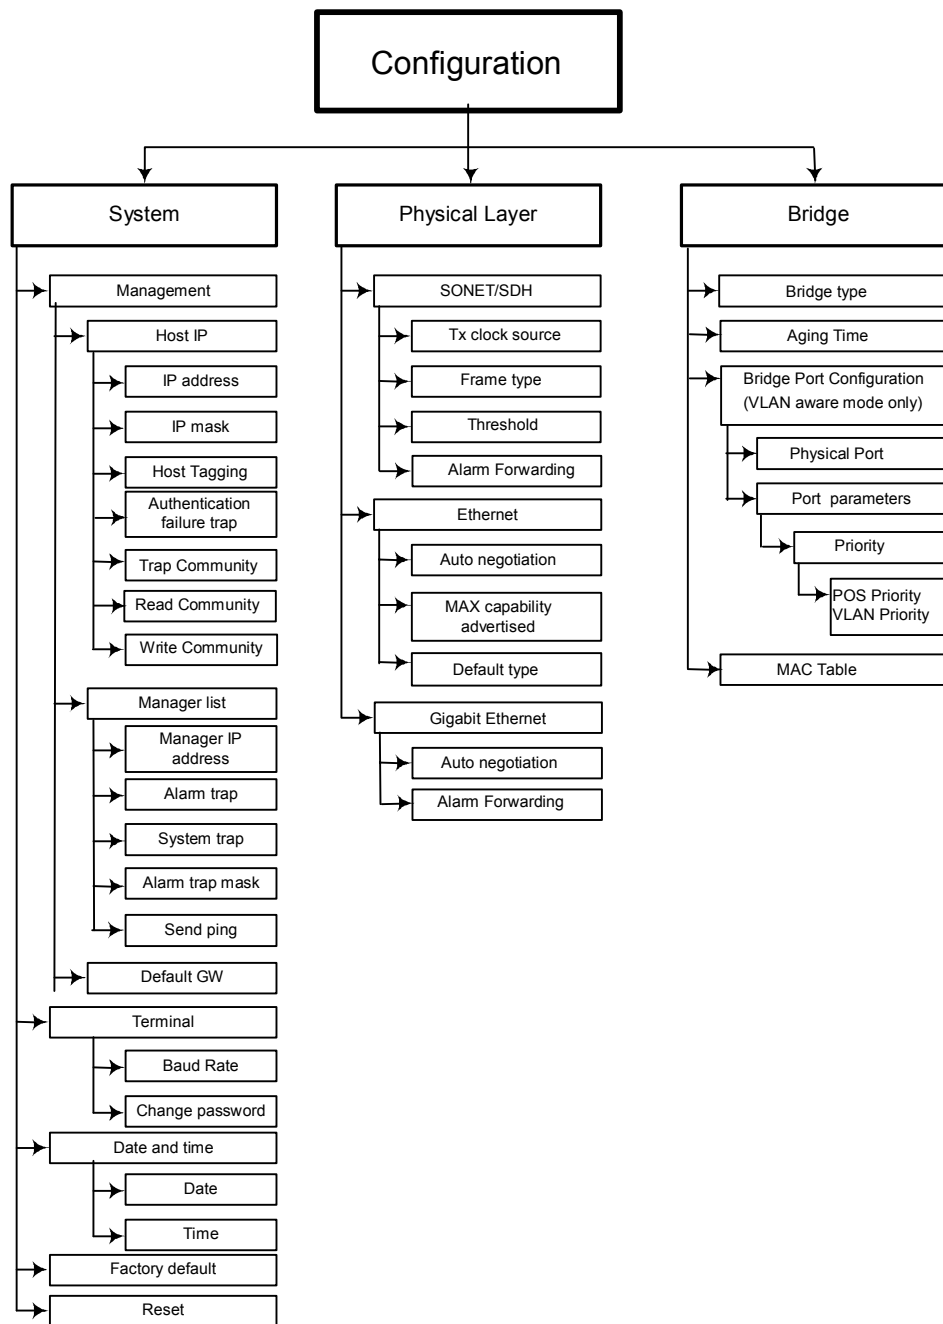 Configuration
System
Management
Host IP
IP address
IP mask
Host Tagging
Authentication
failure trap
Trap Community
Read Community
Write Community
Manager list
Manager IP
address
Alarm trap
System trap
Alarm trap mask
Send ping
Default GW
Terminal
Baud Rate
Change password
Date and time
Date
Time
Factory default
Reset
Physical Layer
SONET/SDH
Tx clock source
Frame type
Threshold
Alarm Forwarding
Ethernet
Auto negotiation
MAX capability
advertised
Default type
Gigabit Ethernet
Auto negotiation
Alarm Forwarding
Bridge
Bridge type
Aging Time
Bridge Port Configuration
(VLAN aware mode only)
Physical Port
Port parameters
Priority
POS Priority
VLAN Priority
MAC Table